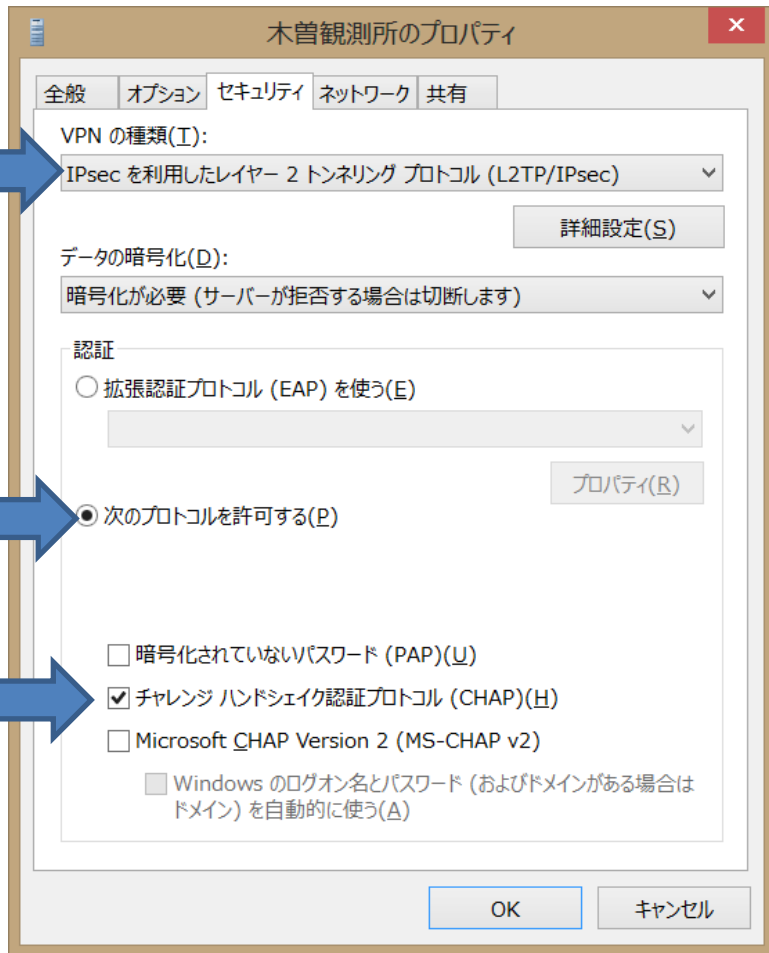 木曽観測所のプロパティ
全般
オプション
セキュリティ
ネットワーク
共有
VPN の種類(T):
IPsec を利用したレイヤー 2 トンネリング プロトコル (L2TP/IPsec)
詳細設定(S)
データの暗号化(D):
暗号化が必要 (サーバーが拒否する場合は切断します)
認証
拡張認証プロトコル (EAP) を使う(E)
プロパティ(R)
次のプロトコルを許可する(P)
暗号化されていないパスワード (PAP)(U)
チャレンジ ハンドシェイク認証プロトコル (CHAP)(H)
Microsoft CHAP Version 2 (MS-CHAP v2)
Windows のログオン名とパスワード (およびドメインがある場合は
ドメイン) を自動的に使う(A)
OK
キャンセル